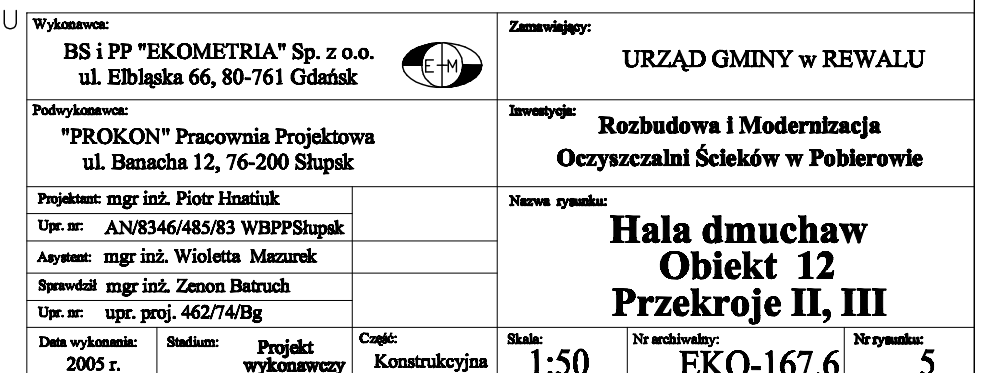 Wykonawca:
BS i PP "EKOMETRIA" Sp. z o.o.
ul. Elbląska 66, 80-761 Gdańsk
E M
Zamawiający:
URZĄD GMINY w REWALU
Podwykonawca:
"PROKON" Pracownia Projektowa
ul. Banacha 12, 76-200 Słupsk
Inwestycja:
Rozbudowa i Modernizacja
Oczyszczalni Ścieków w Pobierowie
Projektant: mgr inż. Piotr Hnatiuk
Upr. nr: AN/8346/485/83 WBPPSłupsk
Asystent: mgr inż. Wioletta Mazurek
Sprawdził mgr inż. Zenon Batruch
Upr. nr: upr. proj. 462/74/Bg
Nazwa rysunku:
Hala dmuchaw
Obiekt 12
Przekroje II, III
Data wykonania:
2005 r.
Stadium:
Projekt
wykonawczy
Część:
Konstrukcyjna
Skala:
1:50
Nr archiwalny:
EKO-167.6
Nr rysunku:
5